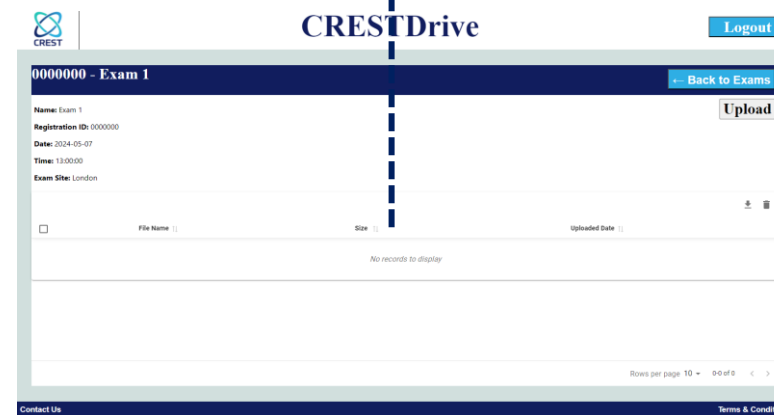 CREST
CRESTDrive
Logout
0000000 - Exam 1
← Back to Exams
Name: Exam 1
Upload
Registration ID: 0000000
Date: 2024-05-07
Time: 13:00:00
Exam Site: London
File Name Size Uploaded Date
No records to display
Rows per page 10 0-0 of 0
Contact Us
Terms &